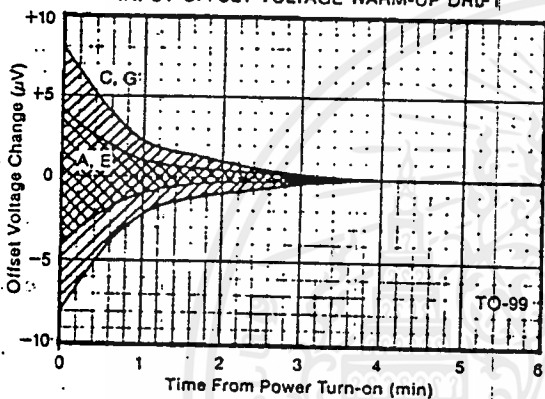 INPUT OFFSET VOLTAGE WARM-UP
Offset Voltage Change (μV)
+10
+5
0
−5
−10
C, G
A, E
TO-99
0 1 2 3 4 5 6
Time From Power Turn-on (min)